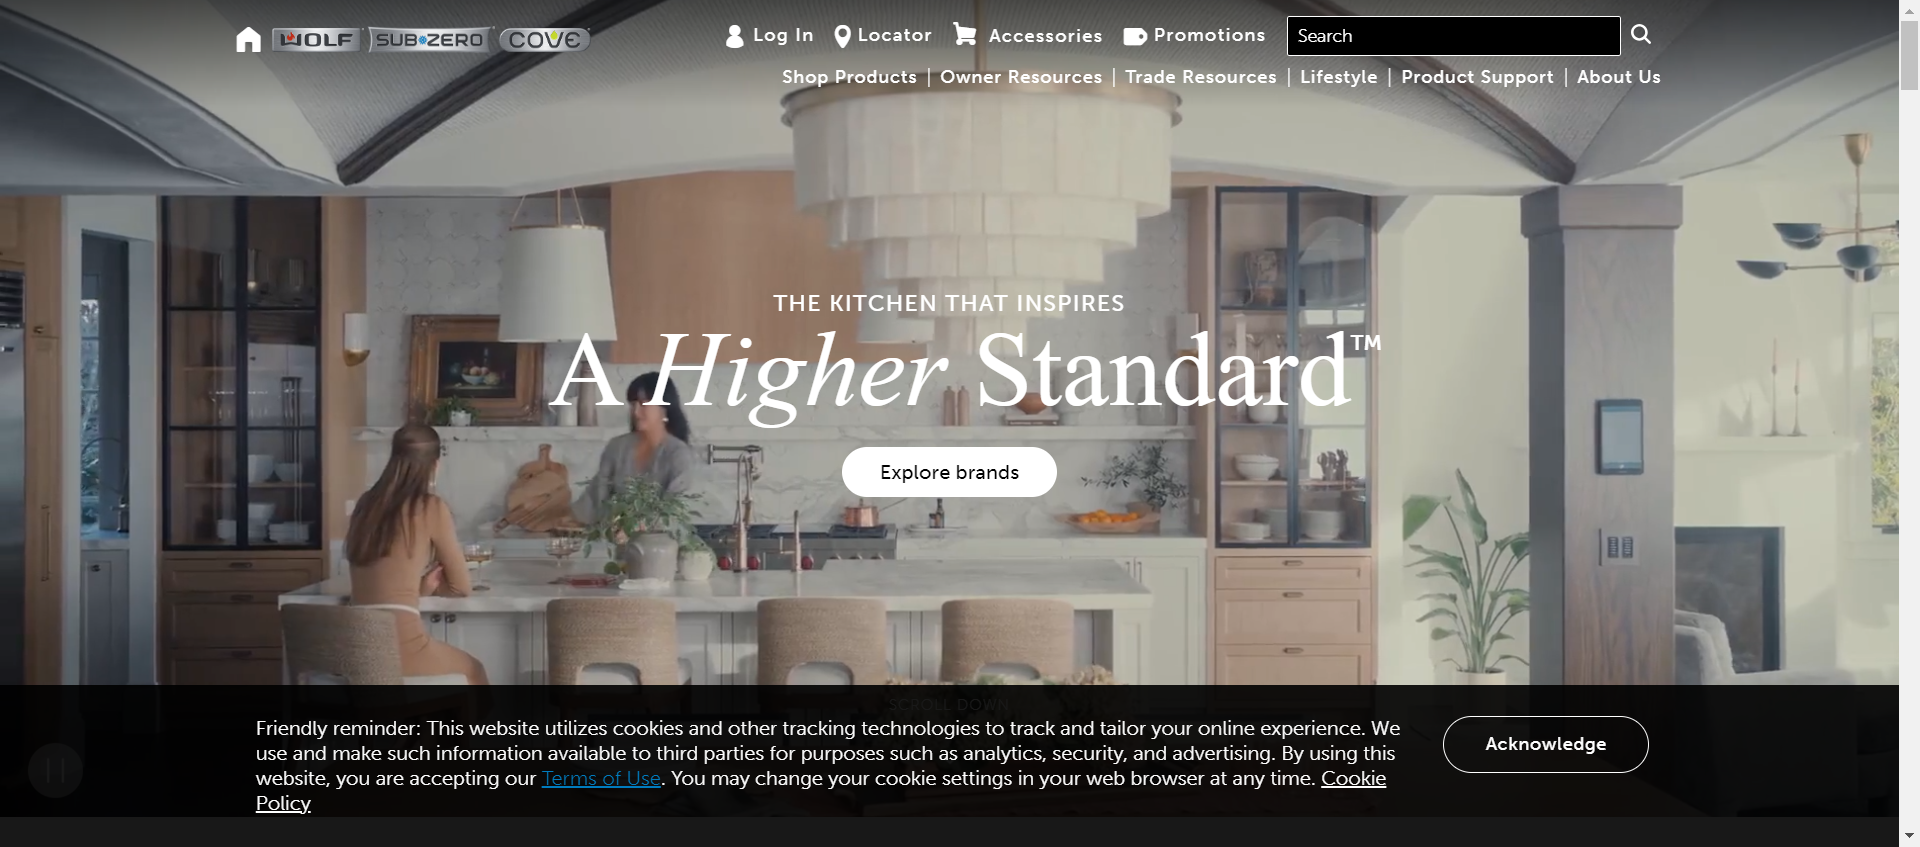 WOLF SUB-ZERO COVE Log In Locator Accessories Promotions Search
Shop Products | Owner Resources | Trade Resources | Lifestyle | Product Support | About Us
THE KITCHEN THAT INSPIRES
A Higher Standard™
Explore brands
SCROLL DOWN
Friendly reminder: This website utilizes cookies and other tracking technologies to track and tailor your online experience. We
use and make such information available to third parties for purposes such as analytics, security, and advertising. By using this
website, you are accepting our Terms of Use. You may change your cookie settings in your web browser at any time. Cookie
Policy
Acknowledge